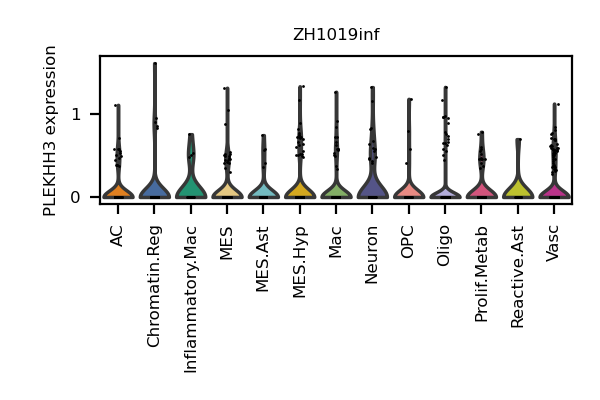 ZH1019inf
PLEKHH3 expression
1
0
AC
Chromatin.Reg
Inflammatory.Mac
MES
MES.Ast
MES.Hyp
Mac
Neuron
OPC
Oligo
Prolif.Metab
Reactive.Ast
Vasc